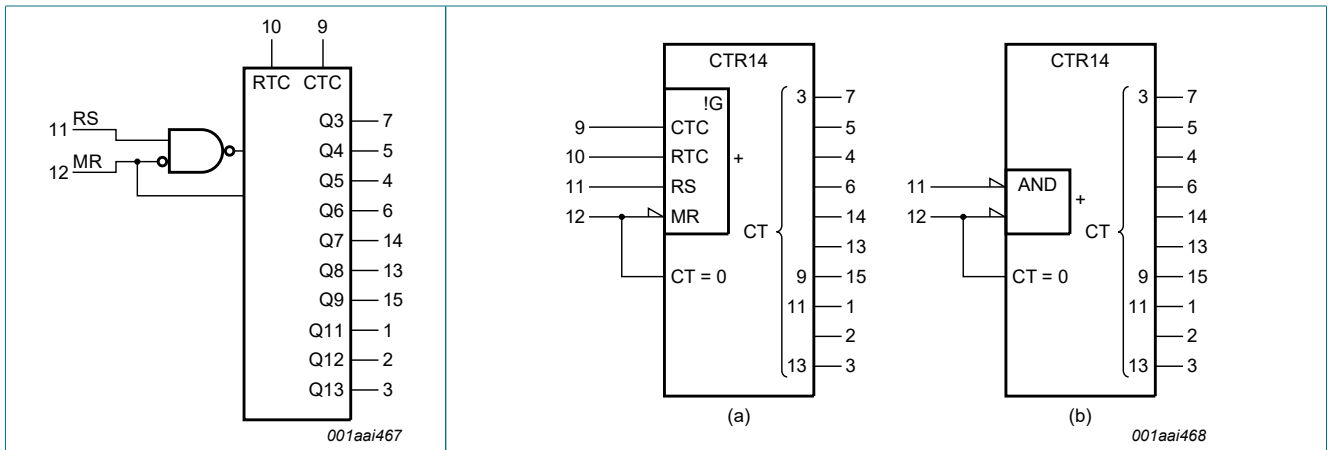 10 9
RTC CTC
11 RS
12 MR
Q3 7
Q4 5
Q5 4
Q6 6
Q7 14
Q8 13
Q9 15
Q11 1
Q12 2
Q13 3
001aai467
CTR14
!G
3 7
9 CTC
5
10 RTC + 4
11 RS 6
12 MR 14
CT
13
CT = 0 9 15
11 1
2
13 3
(a)
CTR14
3 7
5
4
11 AND 6
+
12 14
CT
13
CT = 0 9 15
11 1
2
13 3
(b)
001aai468